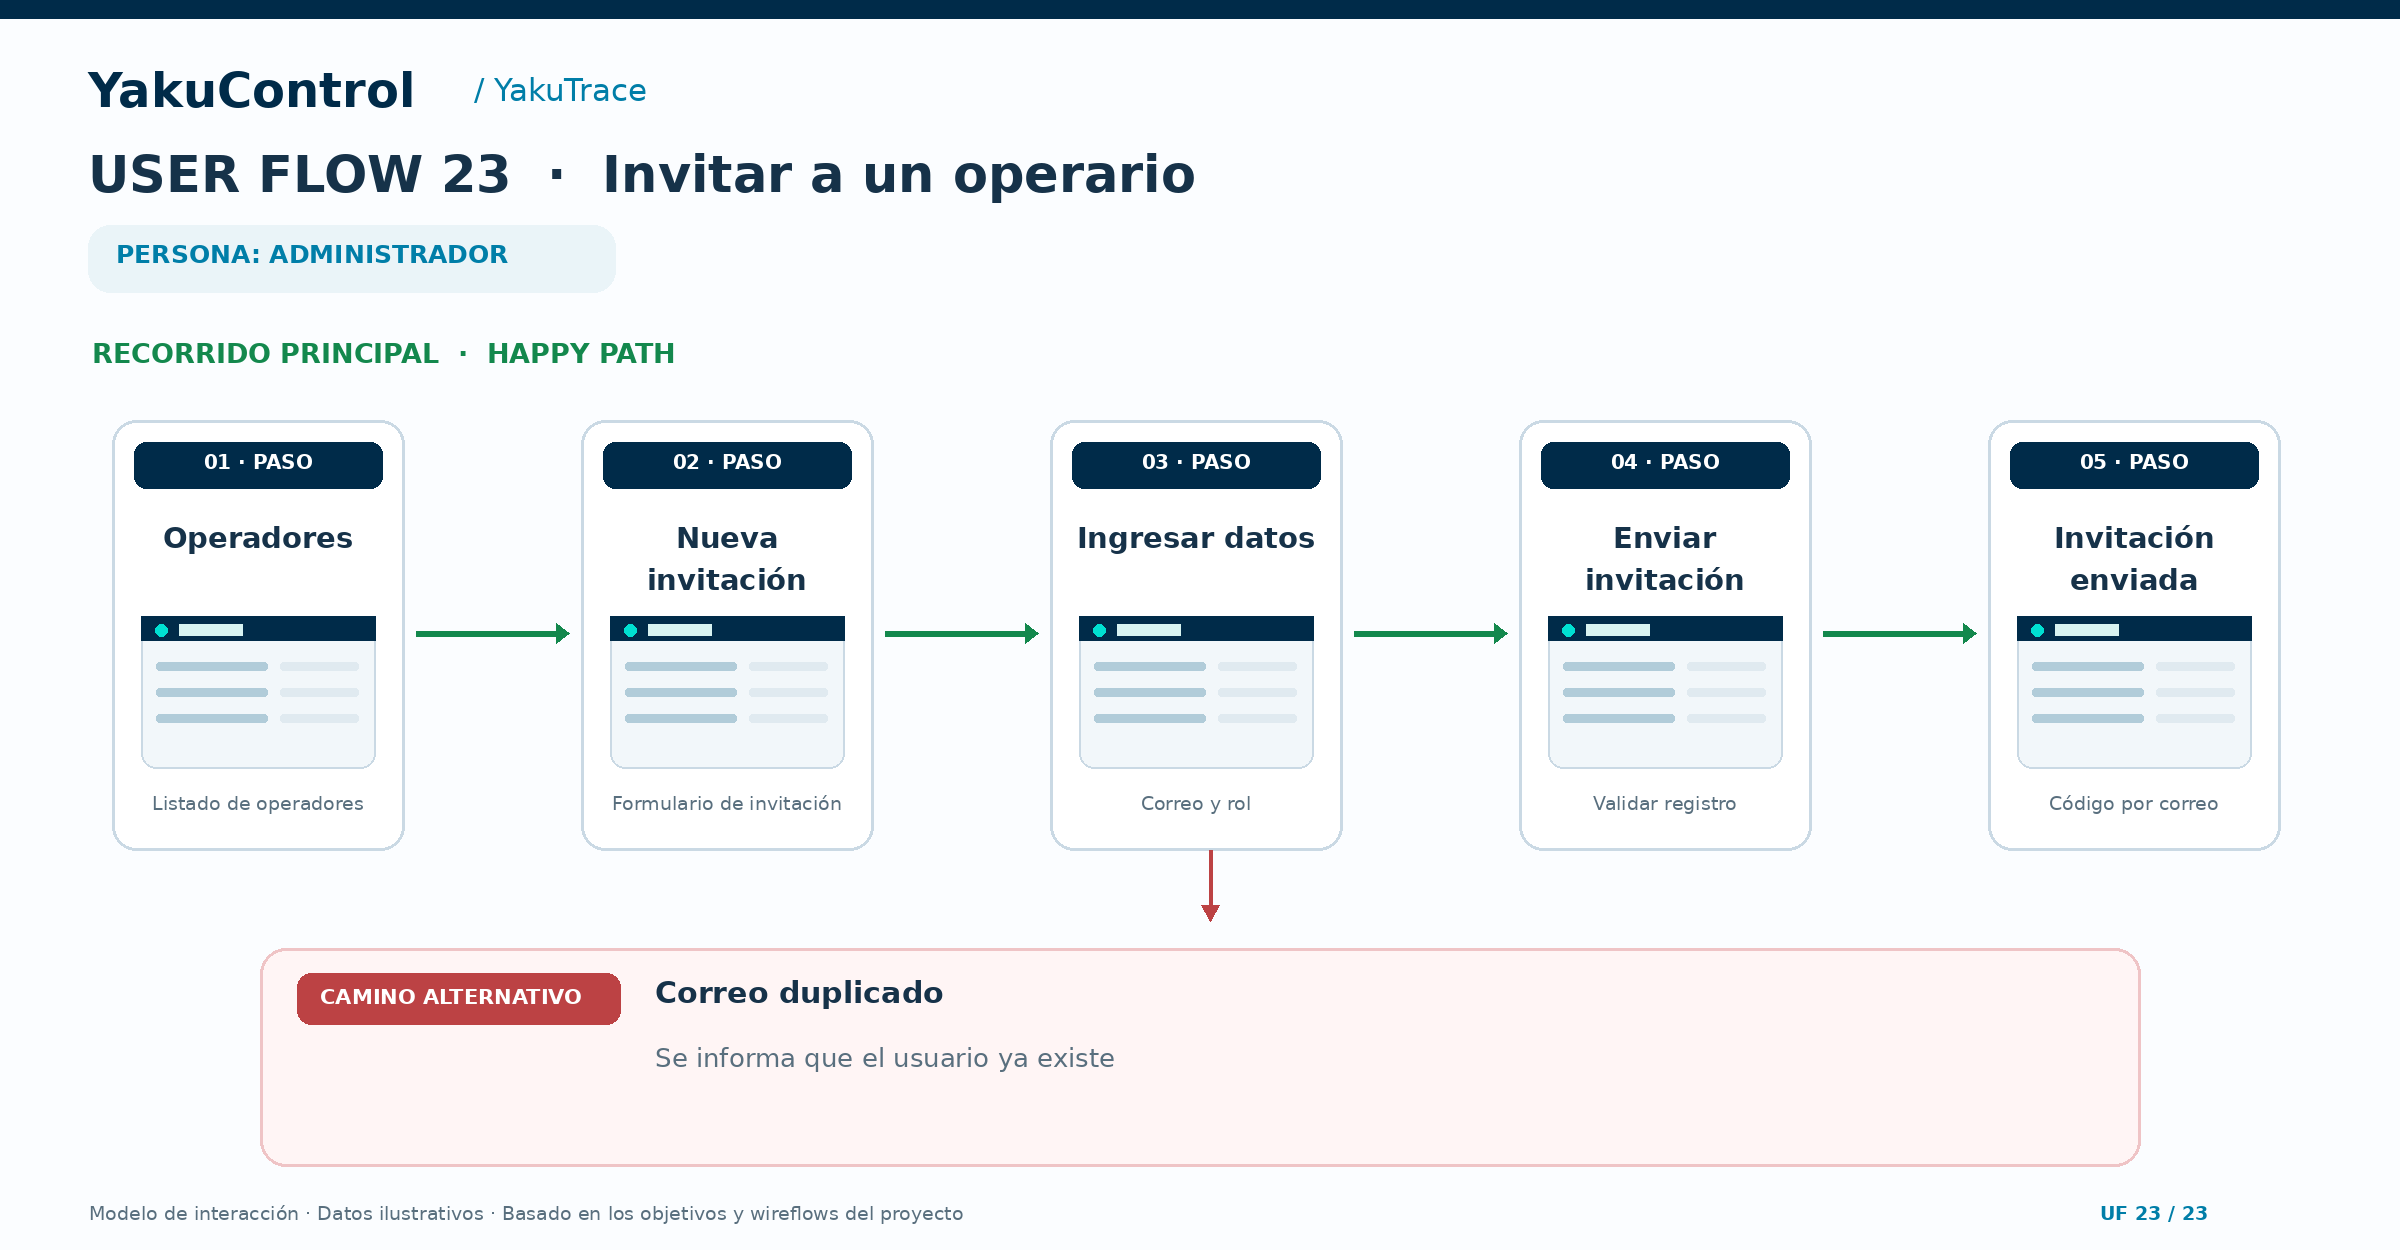 YakuControl / YakuTrace
USER FLOW 23 · Invitar a un operario
PERSONA: ADMINISTRADOR
RECORRIDO PRINCIPAL · HAPPY PATH
01 · PASO
Operadores
Listado de operadores
02 · PASO
Nueva
invitación
Formulario de invitación
03 · PASO
Ingresar datos
Correo y rol
04 · PASO
Enviar
invitación
Validar registro
05 · PASO
Invitación
enviada
Código por correo
CAMINO ALTERNATIVO
Correo duplicado
Se informa que el usuario ya existe
Modelo de interacción · Datos ilustrativos · Basado en los objetivos y wireflows del proyecto
UF 23 / 23